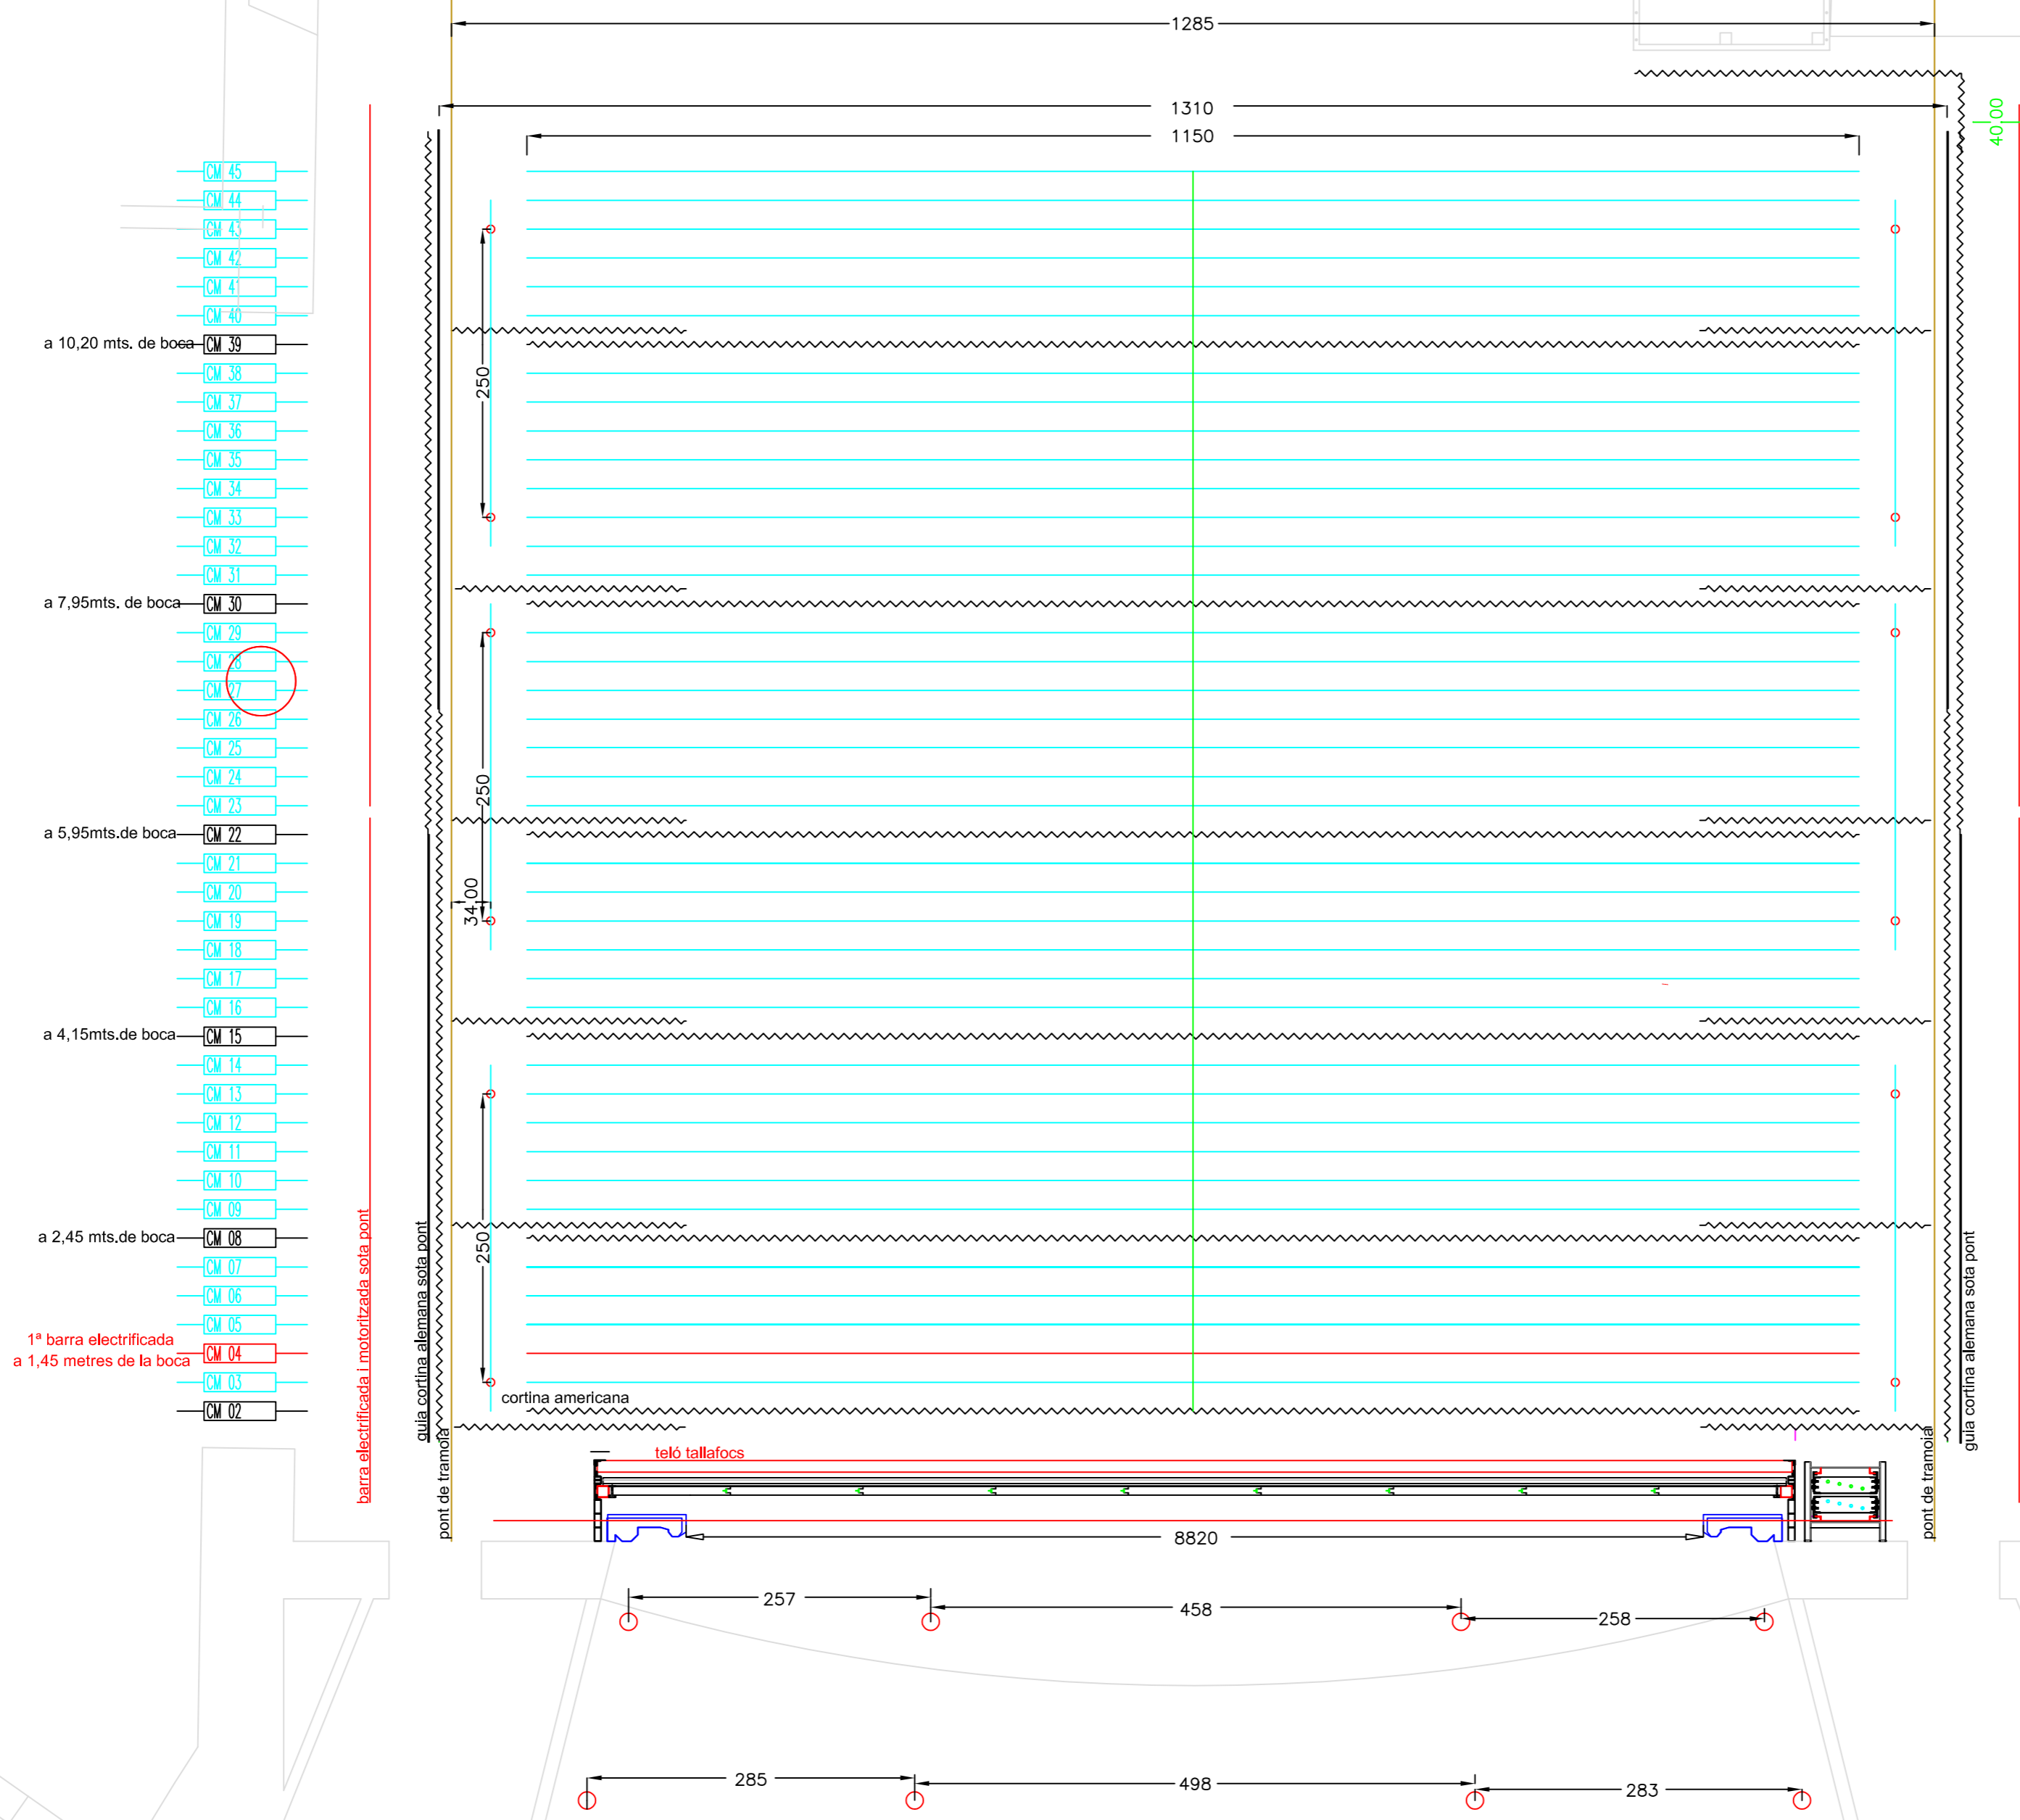 1285
1310
1150
40,00
CM 45
CM 44
CM 43
CM 42
CM 41
CM 40
a 10,20 mts. de boca
CM 39
CM 38
250
CM 37
CM 36
CM 35
CM 34
CM 33
CM 32
CM 31
a 7,95mts. de boca
CM 30
CM 29
CM 28
CM 27
CM 26
CM 25
CM 24
250
CM 23
a 5,95mts.de boca
CM 22
CM 21
CM 20
34,00
CM 19
CM 18
CM 17
CM 16
a 4,15mts.de boca
CM 15
CM 14
CM 13
CM 12
CM 11
CM 10
CM 09
a 2,45 mts.de boca
CM 08
250
CM 07
CM 06
CM 05
1ª barra electrificada
a 1,45 metres de la boca
CM 04
CM 03
CM 02
barra electrificada i motoritzada sota pont
guia cortina alemana sota pont
pont de tramoia
cortina americana
teló tallafocs
pont de tramoia
guia cortina alemana sota pont
8820
257
458
258
285
498
283